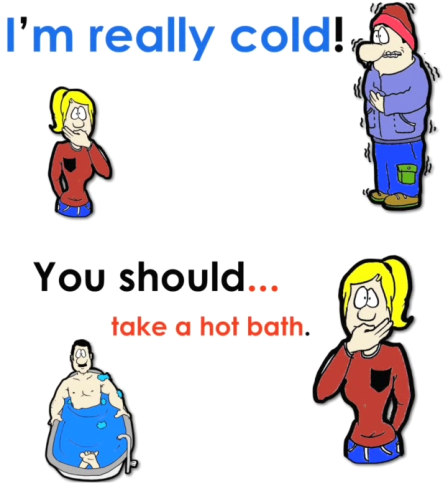 I'm really cold!
You should...
take a hot bath.